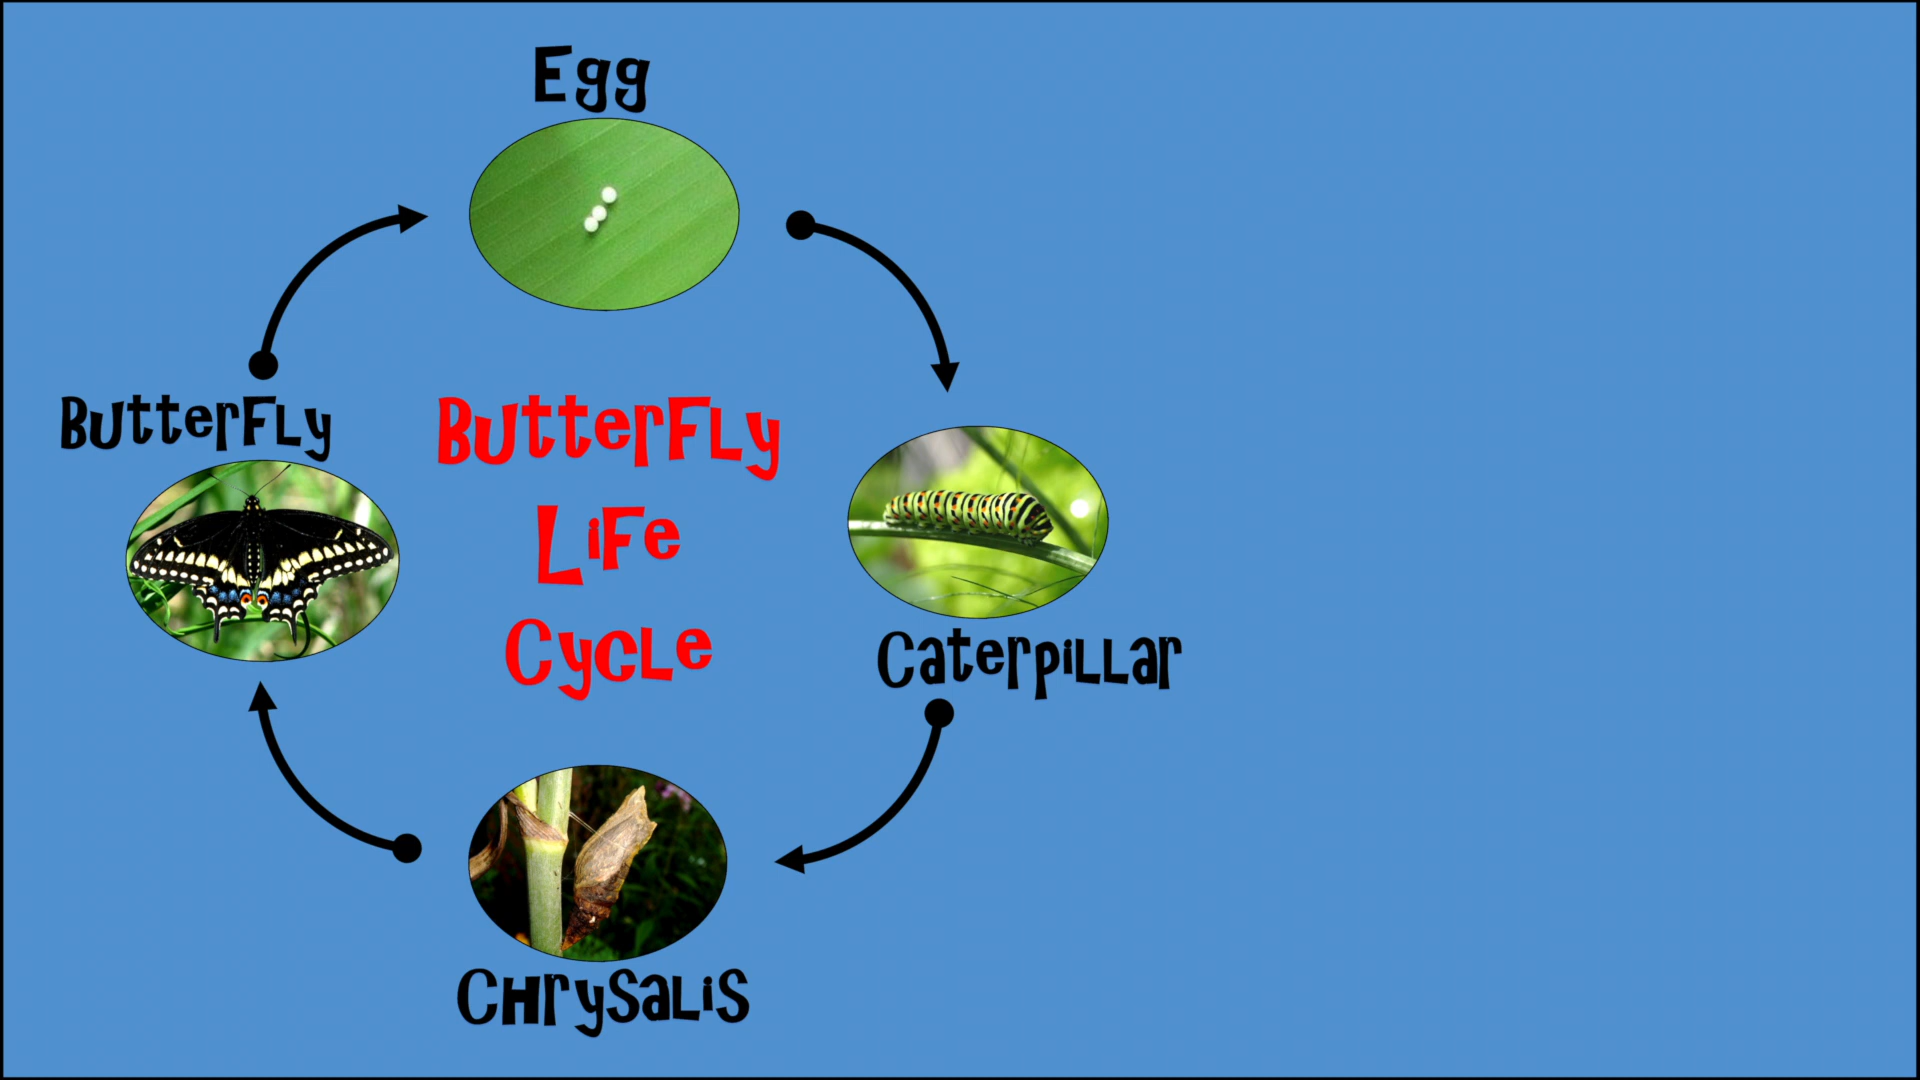 Egg
Butterfly
Butterfly
Life
Cycle
Caterpillar
Chrysalis